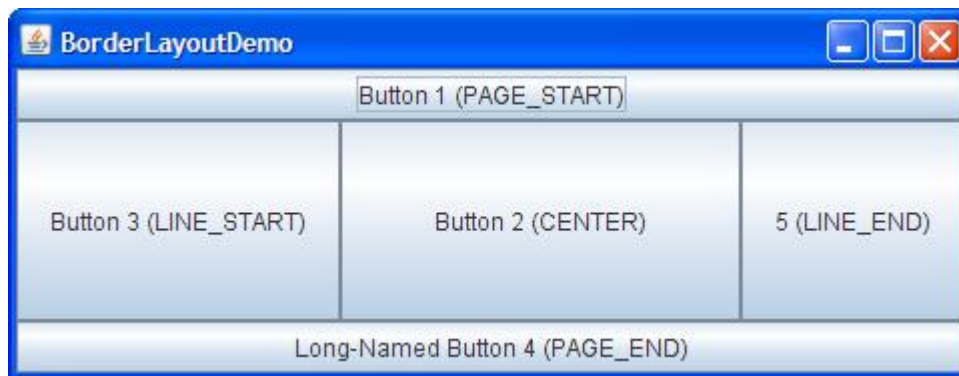 BorderLayoutDemo
Button 1 (PAGE_START)
Button 3 (LINE_START)
Button 2 (CENTER)
5 (LINE_END)
Long-Named Button 4 (PAGE_END)